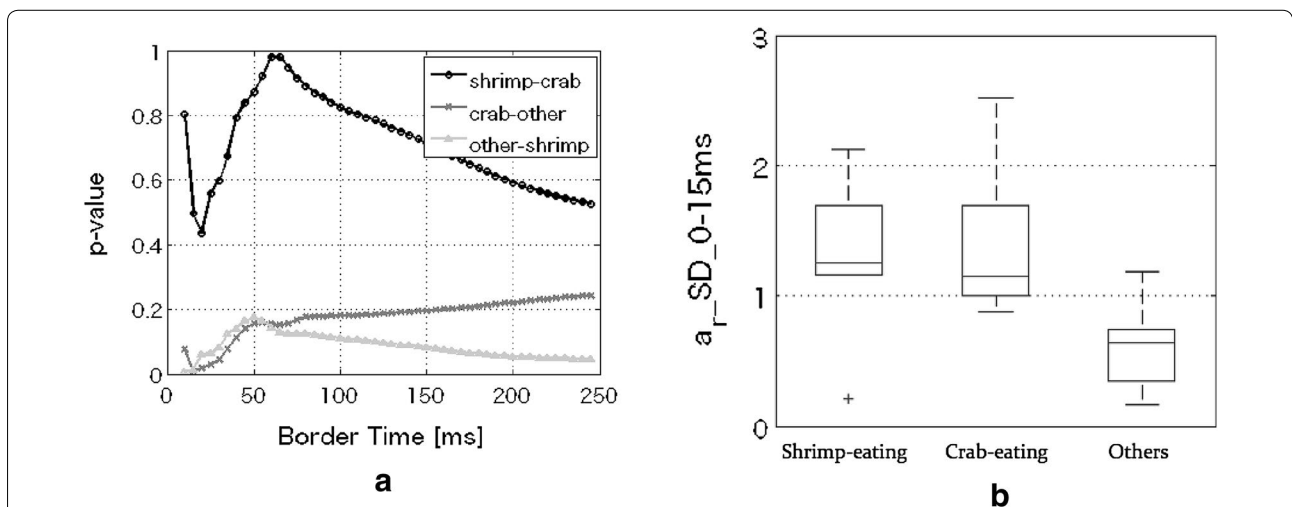 1
0.8
0.6
0.4
0.2
0
p-value
0 50 100 150 200 250
Border Time [ms]
shrimp-crab
crab-other
other-shrimp
a
3
2
1
0
a_r_SD_0-15ms
Shrimp-eating Crab-eating Others
b